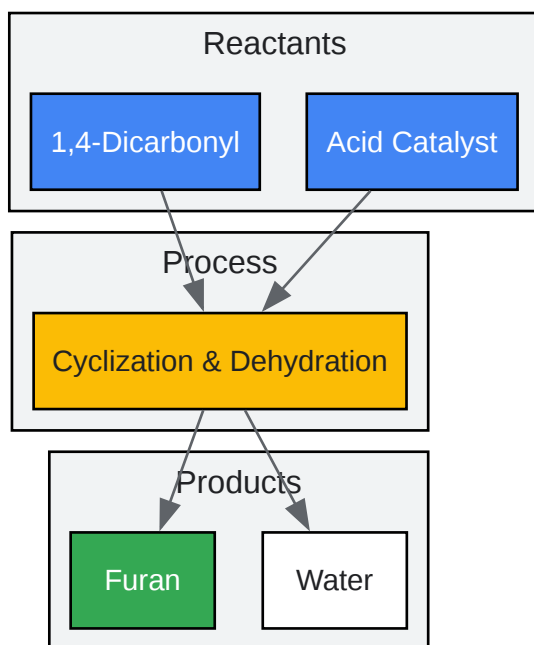 Reactants
1,4-Dicarbonyl
Acid Catalyst
Process
Cyclization & Dehydration
Products
Furan
Water